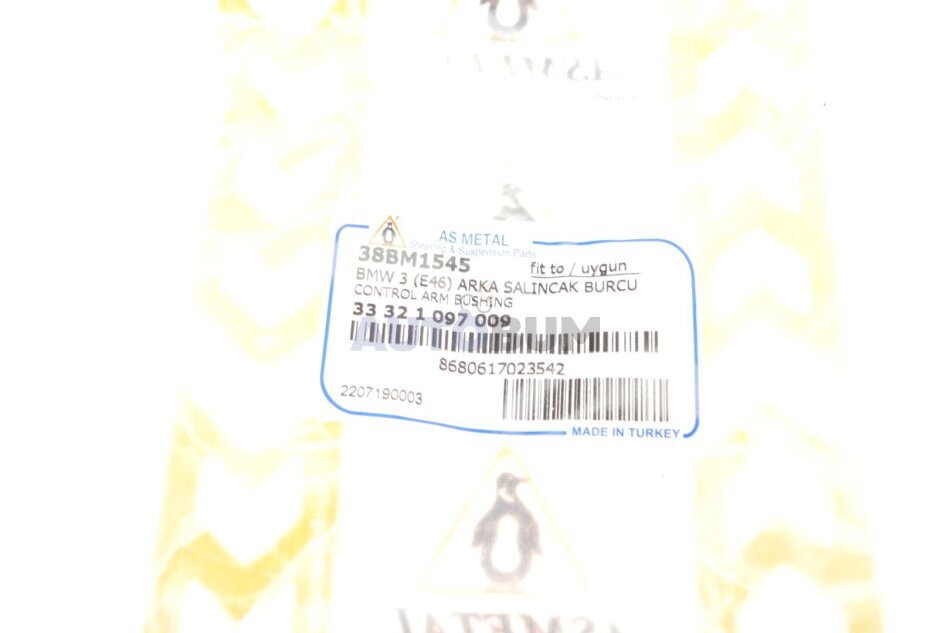 AS METAL
Steering & Suspension Parts
38BM1545
fit to / uygun
BMW 3 (E46) ARKA SALINCAK BURCU
CONTROL ARM BUSHING
33 32 1 097 009
AUTOBUM
8680617023542
2207190003
MADE IN TURKEY